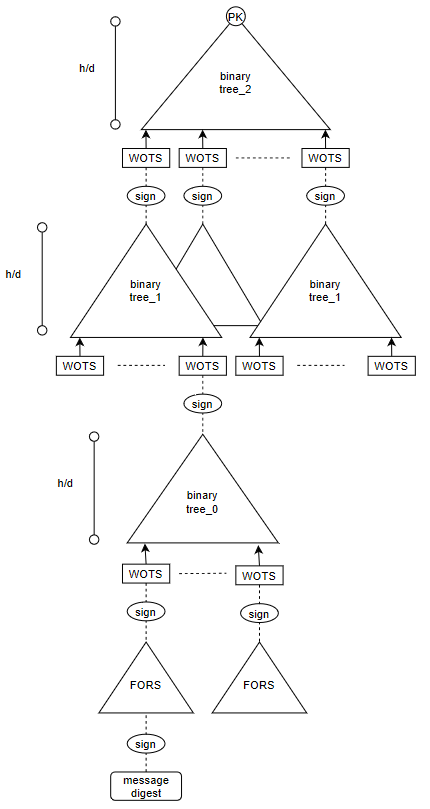 PK
h/d
binary
tree_2
WOTS WOTS WOTS
sign sign sign
h/d
binary
tree_1
binary
tree_1
WOTS WOTS WOTS WOTS
sign
h/d
binary
tree_0
WOTS WOTS
sign sign
FORS FORS
sign
message
digest